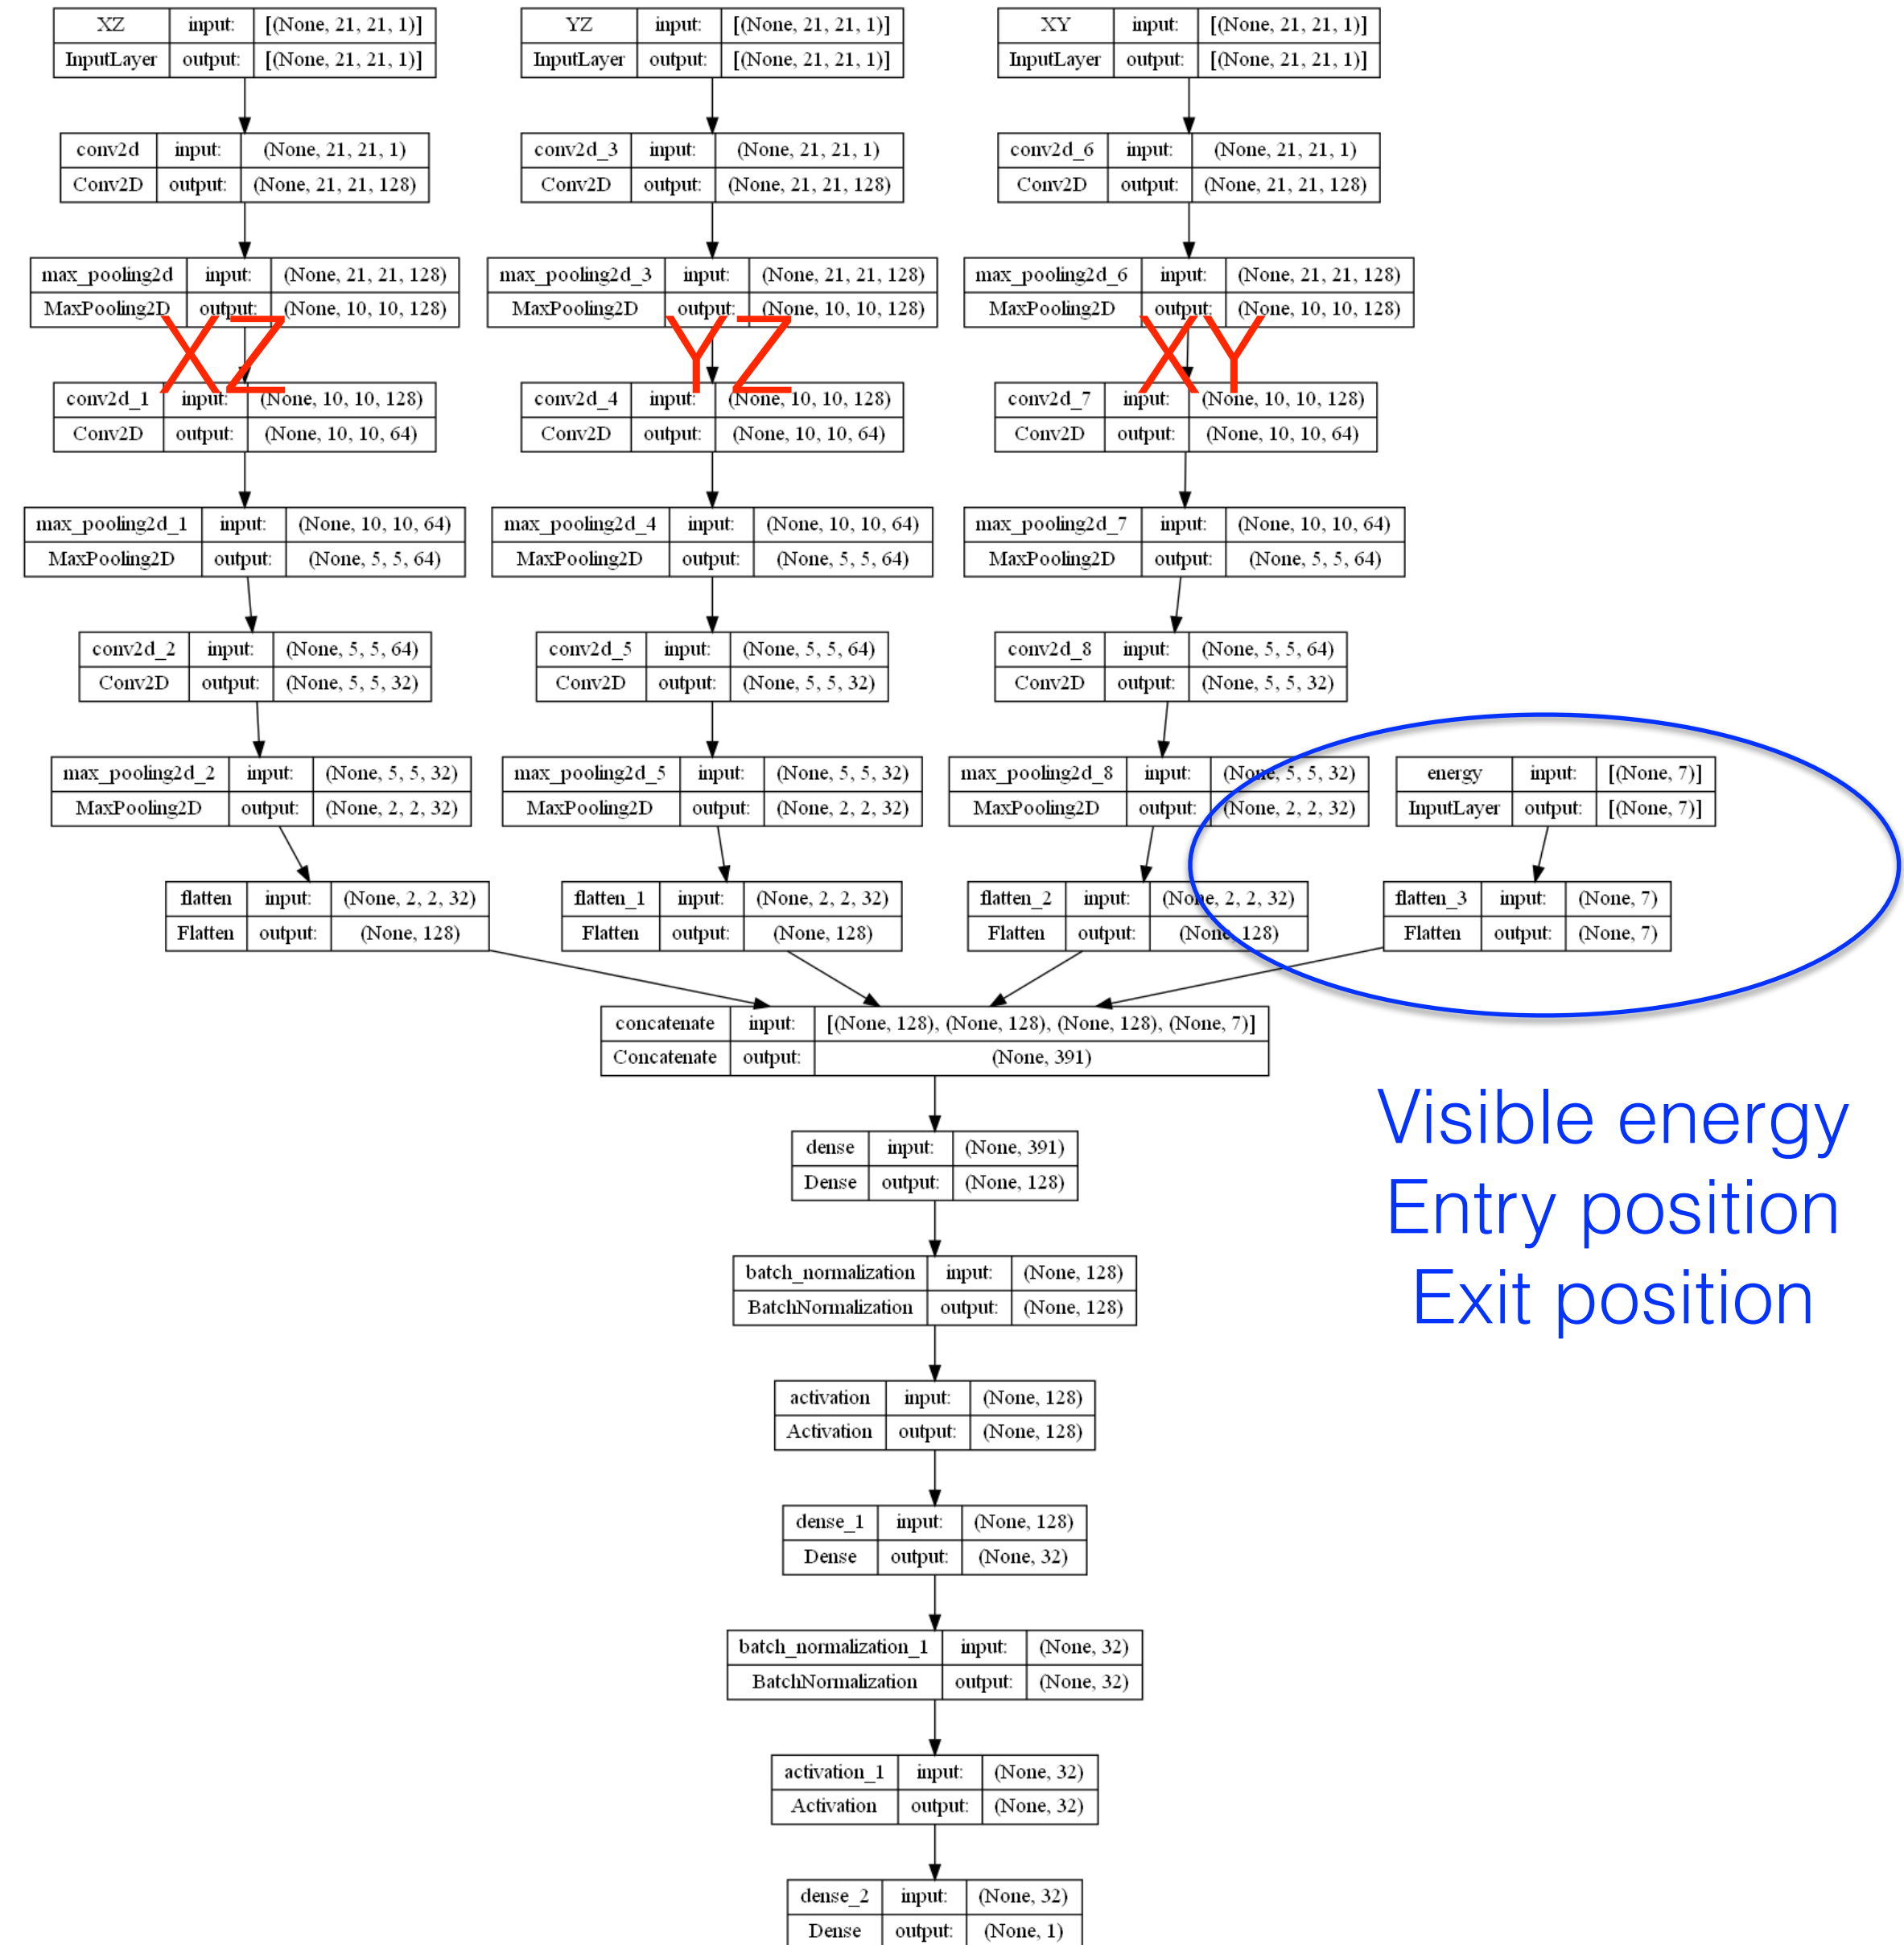 XZ input: [(None, 21, 21, 1)]
InputLayer output: [(None, 21, 21, 1)]
YZ input: [(None, 21, 21, 1)]
InputLayer output: [(None, 21, 21, 1)]
XY input: [(None, 21, 21, 1)]
InputLayer output: [(None, 21, 21, 1)]
conv2d input: (None, 21, 21, 1)
Conv2D output: (None, 21, 21, 128)
conv2d_3 input: (None, 21, 21, 1)
Conv2D output: (None, 21, 21, 128)
conv2d_6 input: (None, 21, 21, 1)
Conv2D output: (None, 21, 21, 128)
max_pooling2d input: (None, 21, 21, 128)
MaxPooling2D output: (None, 10, 10, 128)
max_pooling2d_3 input: (None, 21, 21, 128)
MaxPooling2D output: (None, 10, 10, 128)
max_pooling2d_6 input: (None, 21, 21, 128)
MaxPooling2D output: (None, 10, 10, 128)
XZ
YZ
XY
conv2d_1 input: (None, 10, 10, 128)
Conv2D output: (None, 10, 10, 64)
conv2d_4 input: (None, 10, 10, 128)
Conv2D output: (None, 10, 10, 64)
conv2d_7 input: (None, 10, 10, 128)
Conv2D output: (None, 10, 10, 64)
max_pooling2d_1 input: (None, 10, 10, 64)
MaxPooling2D output: (None, 5, 5, 64)
max_pooling2d_4 input: (None, 10, 10, 64)
MaxPooling2D output: (None, 5, 5, 64)
max_pooling2d_7 input: (None, 10, 10, 64)
MaxPooling2D output: (None, 5, 5, 64)
conv2d_2 input: (None, 5, 5, 64)
Conv2D output: (None, 5, 5, 32)
conv2d_5 input: (None, 5, 5, 64)
Conv2D output: (None, 5, 5, 32)
conv2d_8 input: (None, 5, 5, 64)
Conv2D output: (None, 5, 5, 32)
max_pooling2d_2 input: (None, 5, 5, 32)
MaxPooling2D output: (None, 2, 2, 32)
max_pooling2d_5 input: (None, 5, 5, 32)
MaxPooling2D output: (None, 2, 2, 32)
max_pooling2d_8 input: (None, 5, 5, 32)
MaxPooling2D output: (None, 2, 2, 32)
energy input: [(None, 7)]
InputLayer output: [(None, 7)]
flatten input: (None, 2, 2, 32)
Flatten output: (None, 128)
flatten_1 input: (None, 2, 2, 32)
Flatten output: (None, 128)
flatten_2 input: (None, 2, 2, 32)
Flatten output: (None, 128)
flatten_3 input: (None, 7)
Flatten output: (None, 7)
concatenate input: [(None, 128), (None, 128), (None, 128), (None, 7)]
Concatenate output: (None, 391)
Visible energy
Entry position
Exit position
dense input: (None, 391)
Dense output: (None, 128)
batch_normalization input: (None, 128)
BatchNormalization output: (None, 128)
activation input: (None, 128)
Activation output: (None, 128)
dense_1 input: (None, 128)
Dense output: (None, 32)
batch_normalization_1 input: (None, 32)
BatchNormalization output: (None, 32)
activation_1 input: (None, 32)
Activation output: (None, 32)
dense_2 input: (None, 32)
Dense output: (None, 1)